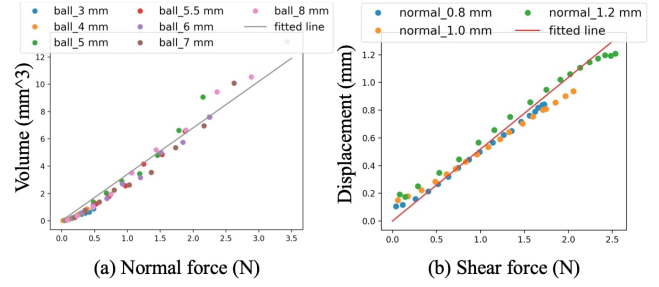 ball_3 mm
ball_4 mm
ball_5 mm
ball_5.5 mm
ball_6 mm
ball_7 mm
ball_8 mm
fitted line
Volume (mm^3)
12
10
8
6
4
2
0
0.0 0.5 1.0 1.5 2.0 2.5 3.0 3.5
(a) Normal force (N)
normal_0.8 mm
normal_1.0 mm
normal_1.2 mm
fitted line
Displacement (mm)
1.2
1.0
0.8
0.6
0.4
0.2
0.0
0.0 0.5 1.0 1.5 2.0 2.5
(b) Shear force (N)